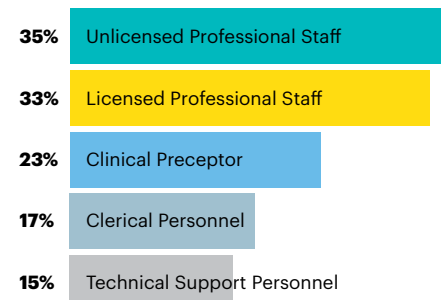 35% Unlicensed Professional Staff
33% Licensed Professional Staff
23% Clinical Preceptor
17% Clerical Personnel
15% Technical Support Personnel